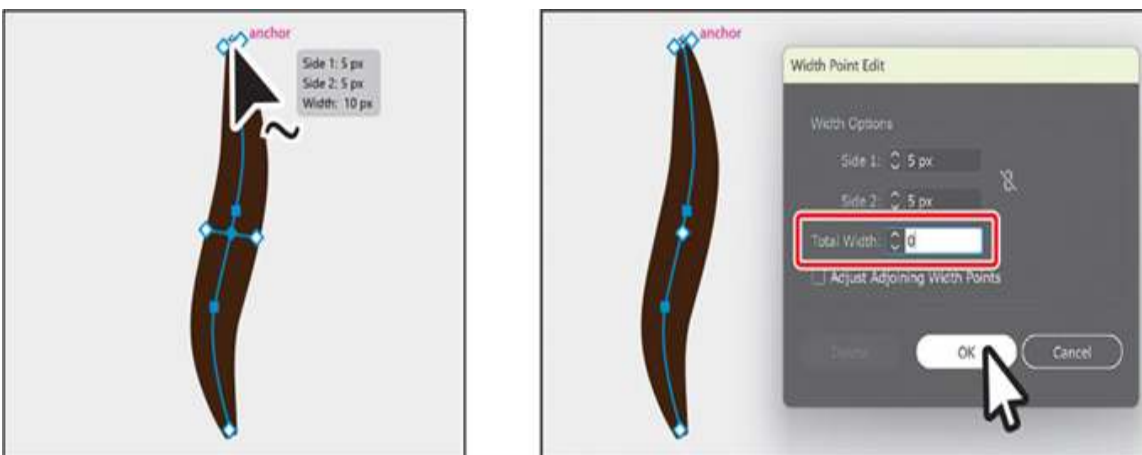 anchor
Side 1: 5 px
Side 2: 5 px
Width: 10 px
anchor
Width Point Edit
Width Options
Side 1: 5 px
Side 2: 5 px
Total Width: 0
Adjust Adjoining Width Points
Delete
OK
Cancel